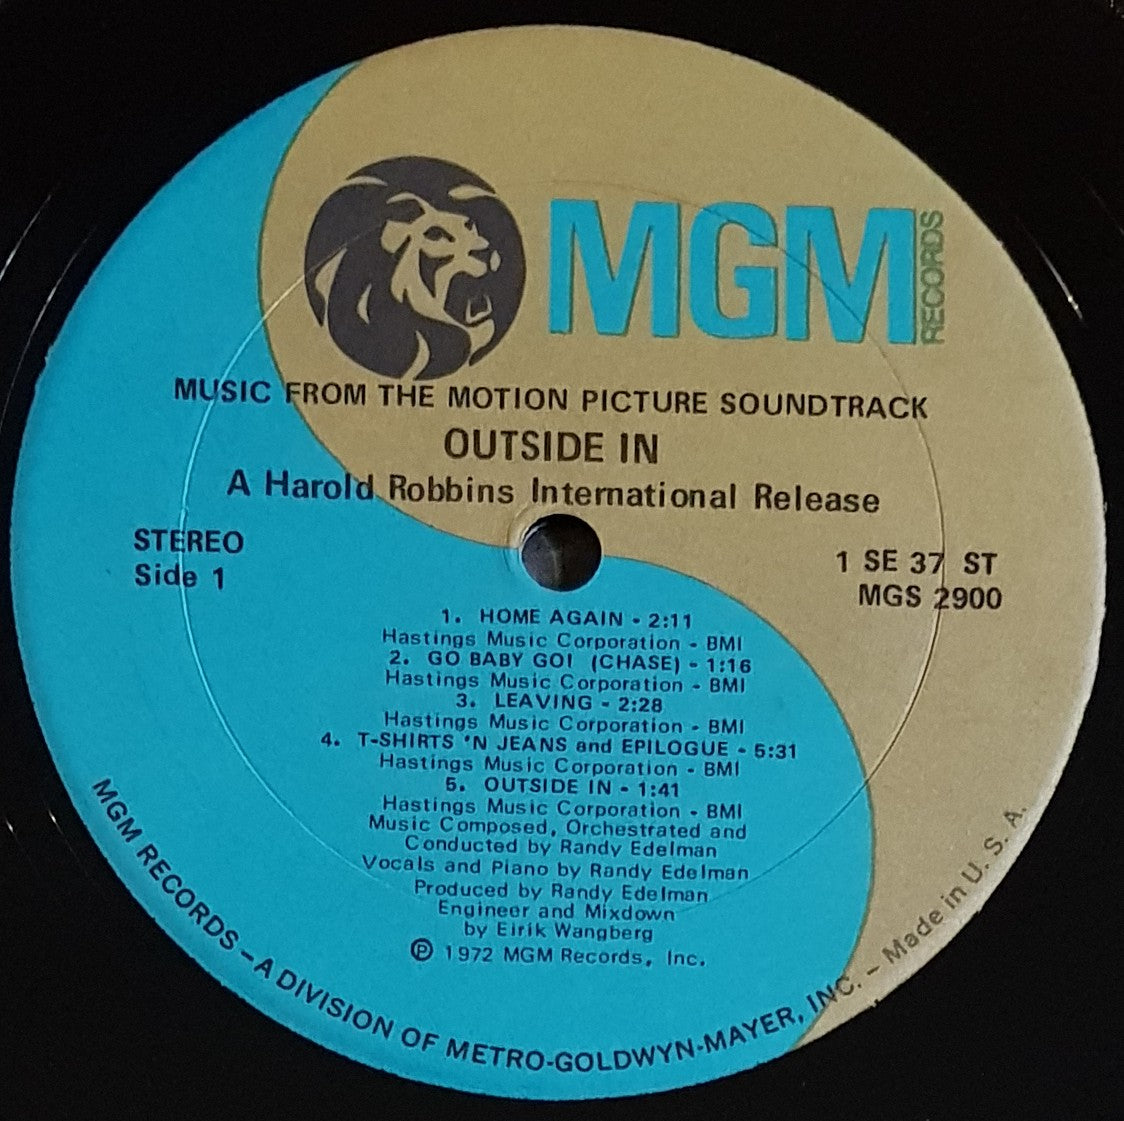 MGM
RECORDS
MUSIC FROM THE MOTION PICTURE SOUNDTRACK
OUTSIDE IN
A Harold Robbins International Release
STEREO
Side 1
1 SE 37 ST
MGS 2900
1. HOME AGAIN - 2:11
Hastings Music Corporation - BMI
2. GO BABY GO! (CHASE) - 1:16
Hastings Music Corporation - BMI
3. LEAVING - 2:28
Hastings Music Corporation - BMI
4. T-SHIRTS 'N JEANS and EPILOGUE - 5:31
Hastings Music Corporation - BMI
5. OUTSIDE IN - 1:41
Hastings Music Corporation - BMI
Music Composed, Orchestrated and
Conducted by Randy Edelman
Vocals and Piano by Randy Edelman
Produced by Randy Edelman
Engineer and Mixdown
by Eirik Wangberg
℗ 1972 MGM Records, Inc.
MGM RECORDS – A DIVISION OF METRO-GOLDWYN-MAYER, INC. – Made in U. S. A.